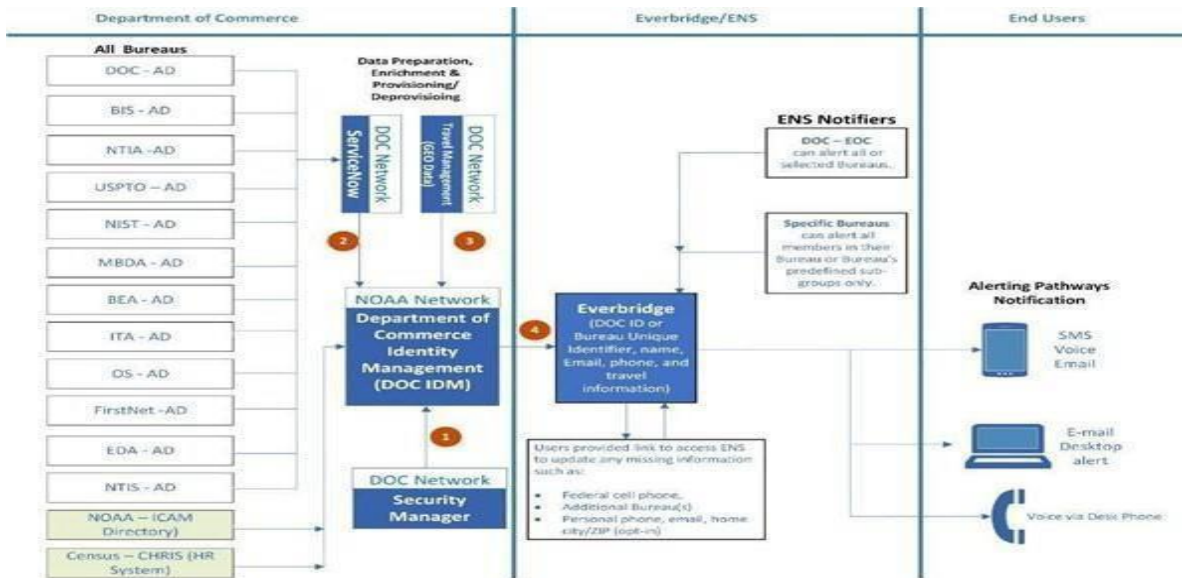 Department of Commerce
Everbridge/ENS
End Users
All Bureaus
DOC - AD
BIS - AD
NTIA -AD
USPTO – AD
NIST - AD
MBDA - AD
BEA - AD
ITA - AD
OS - AD
FirstNet -AD
EDA - AD
NTIS - AD
NOAA – ICAM
Directory)
Census – CHRIS (HR
System)
Data Preparation,
Enrichment &
Provisioning/
Deprovisioing
ServiceNow
DOC Network
Travel Management
(GEO Data)
DOC Network
2
3
NOAA Network
Department of
Commerce
Identity
Management
(DOC IDM)
1
DOC Network
Security
Manager
4
ENS Notifiers
DOC – EOC
can alert all or
selected Bureaus.
Specific Bureaus
can alert all
members in their
Bureau or Bureau's
predefined sub-
groups only.
Everbridge
(DOC ID or
Bureau Unique
Identifier, name,
Email, phone, and
travel
information)
Users provided link to access ENS
to update any missing information
such as:
• Federal cell phone,
• Additional Bureau(s)
• Personal phone, email, home
city/ZIP (opt-in)
Alerting Pathways
Notification
SMS
Voice
Email
E-mail
Desktop
alert
Voice via Desk Phone